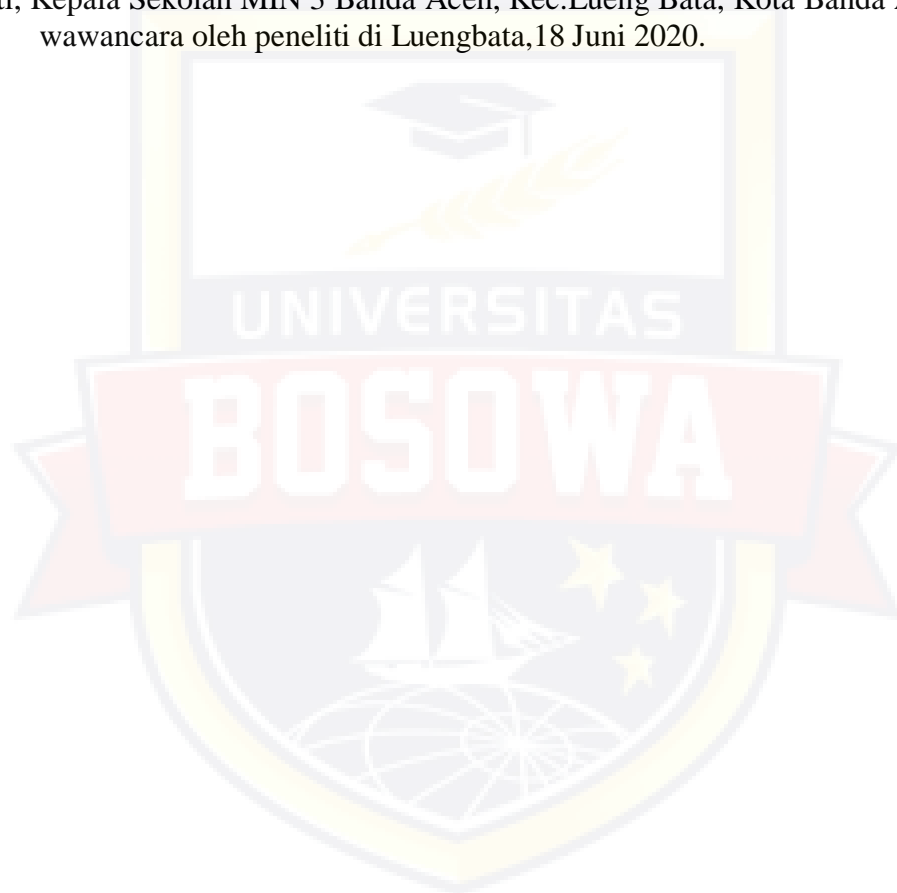 Kepala Sekolah MIN Banda Aceh, Kec.Lueng Bata, Kota Banda
wawancara oleh peneliti di Luengbata,18 Juni 2020.
UNIVERSITAS
BOSOWA